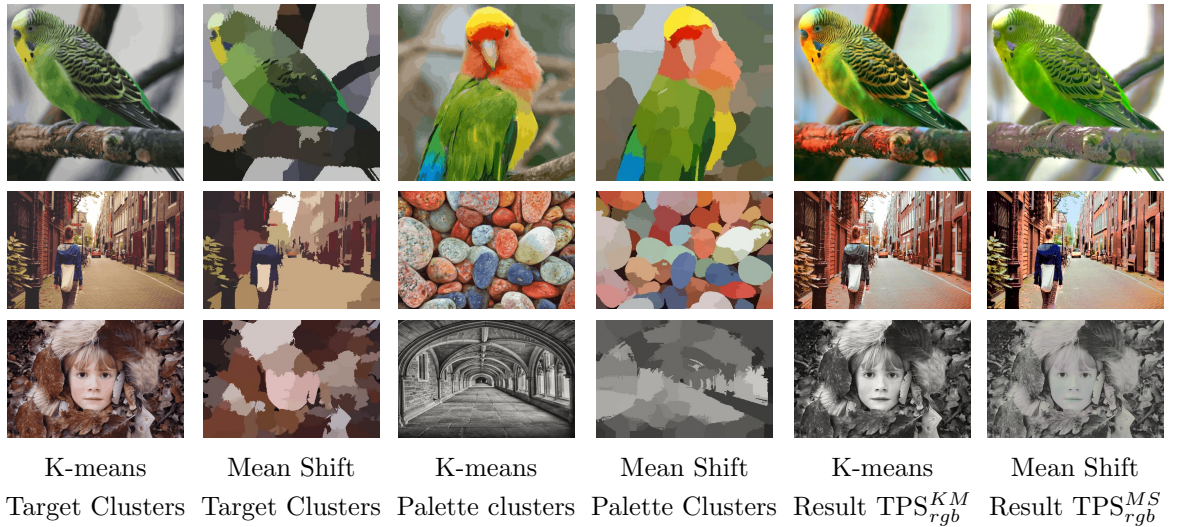 K-means Mean Shift K-means Mean Shift K-means Mean Shift
Target Clusters Target Clusters Palette clusters Palette Clusters Result TPS$^{KM}_{rgb}$ Result TPS$^{MS}_{rgb}$